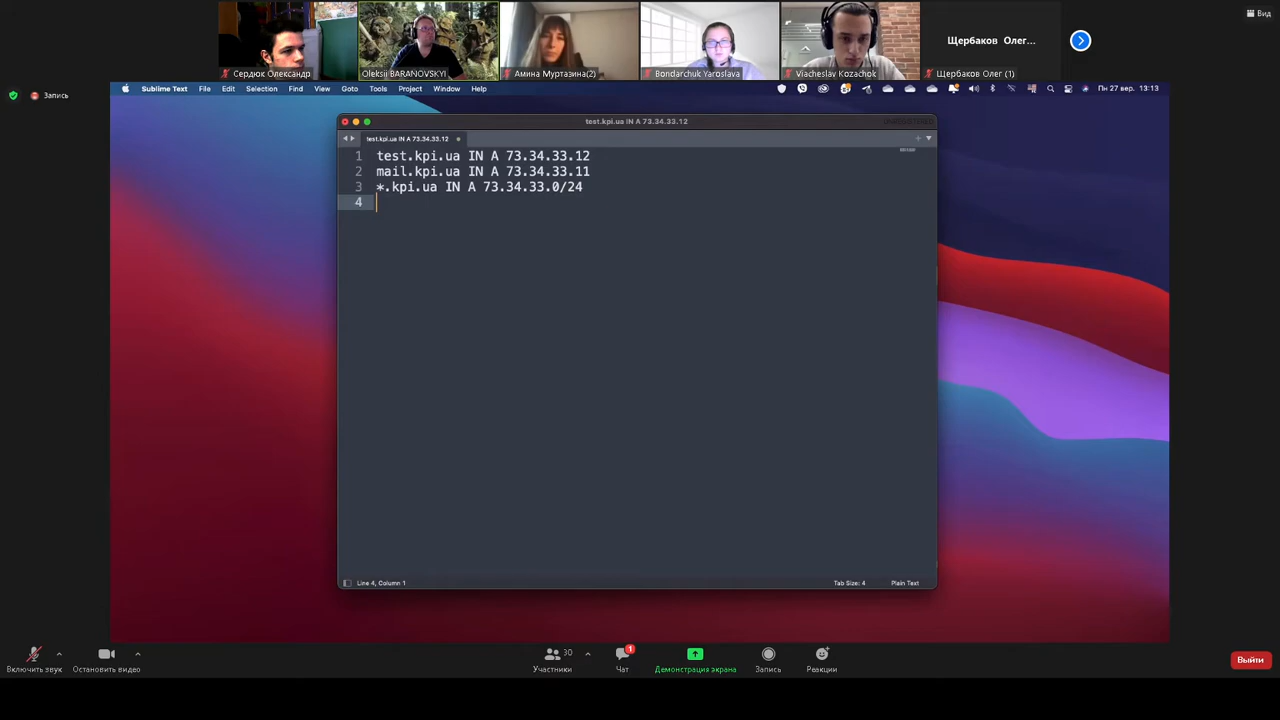 Вид
Щербаков Олег...
Сердюк Олександр
Oleksii BARANOVSKYI
Амина Муртазина(2)
Bondarchuk Yaroslava
Viacheslav Kozachok
Щербаков Олег (1)
Запись
Sublime Text File Edit Selection Find View Goto Tools Project Window Help
Пн 27 вер. 13:13
test.kpi.ua IN A 73.34.33.12
test.kpi.ua IN A 73.34.33.12
1 test.kpi.ua IN A 73.34.33.12
2 mail.kpi.ua IN A 73.34.33.11
3 *.kpi.ua IN A 73.34.33.0/24
4
Line 4, Column 1
Tab Size: 4
Plain Text
30
1
Включить звук
Остановить видео
Участники
Чат
Демонстрация экрана
Запись
Реакции
Выйти